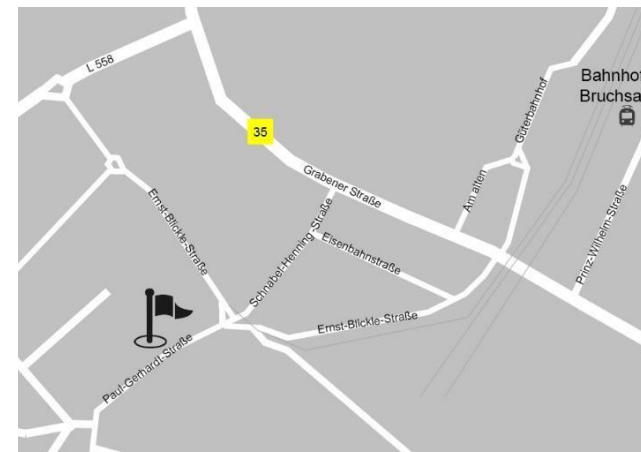 L 558
Bahnhof
Bruchsa
35
Güterbahnhof
Am alten
Grabener Straße
Ernst-Blickle-Straße
Schnabel-Henning-Straße
Eisenbahnstraße
Prinz-Wilhelm-Straße
Ernst-Blickle-Straße
Paul-Gerhardt-Straße